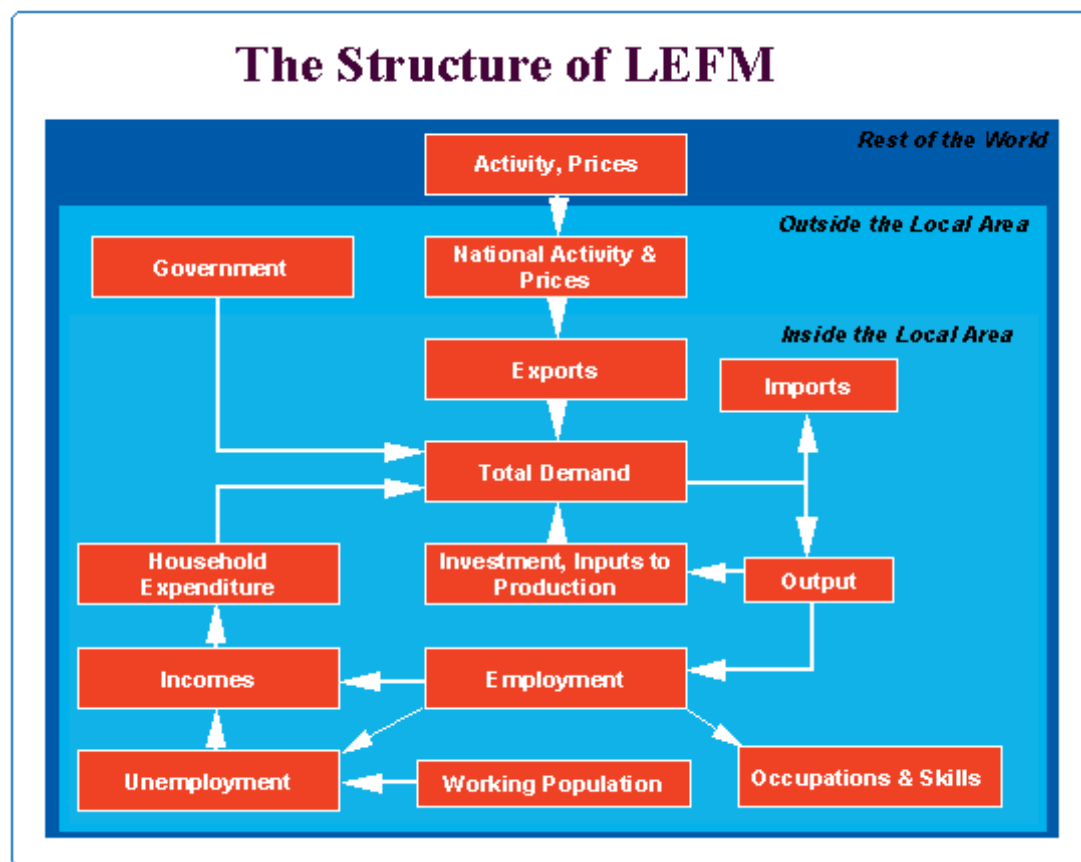 The Structure of LEFM
Rest of the World
Activity, Prices
Outside the Local Area
Government
National Activity &
Prices
Inside the Local Area
Exports
Imports
Total Demand
Household
Expenditure
Investment, Inputs to
Production
Output
Incomes
Employment
Unemployment
Working Population
Occupations & Skills